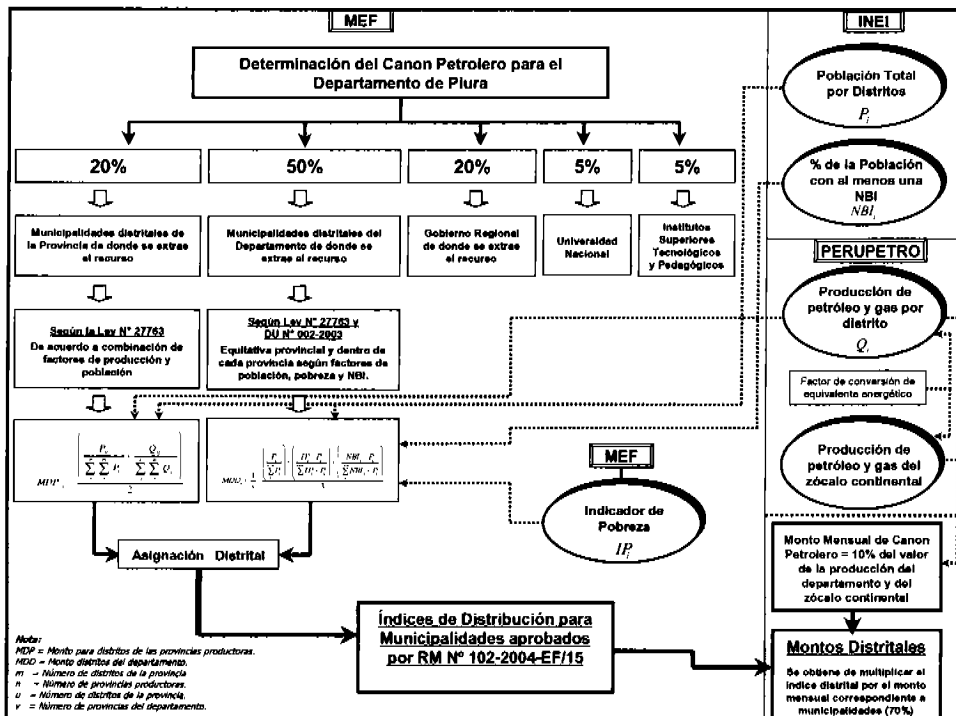 MEF
Determinación del Canon Petrolero para el
Departamento de Piura
20%
50%
20%
5%
5%
Municipalidades distritales de
la Provincia de donde se extrae
el recurso
Municipalidades distritales del
Departamento de donde se
extrae el recurso
Gobierno Regional
de donde se extrae
el recurso
Universidad
Nacional
Institutos
Superiores
Tecnológicos
y Pedagógicos
Según la Ley N° 27763
De acuerdo a combinación de
factores de producción y
población
Según Ley N° 27763 y
DU N° 002-2003
Equitativa provincial y dentro de
cada provincia según factores de
población, pobreza y NBI.
Asignación Distrital
Índices de Distribución para
Municipalidades aprobados
por RM Nº 102-2004-EF/15
Nota:
MDP = Monto para distritos de las provincias productoras.
MDD = Monto distritos del departamento.
m = Número de distritos de la provincia
n = Número de provincias productoras.
u = Número de distritos de la provincia.
v = Número de provincias del departamento.
MEF
Indicador de
Pobreza
IP_i
INEI
Población Total
por Distritos
P_i
% de la Población
con al menos una
NBI
NBI_i
PERUPETRO
Producción de
petróleo y gas por
distrito
Q_i
Factor de conversión de
equivalente energético
Producción de
petróleo y gas del
zócalo continental
Monto Mensual de Canon
Petrolero = 10% del valor
de la producción del
departamento y del
zócalo continental
Montos Distritales
Se obtiene de multiplicar el
índice distrital por el monto
mensual correspondiente a
municipalidades (70%)